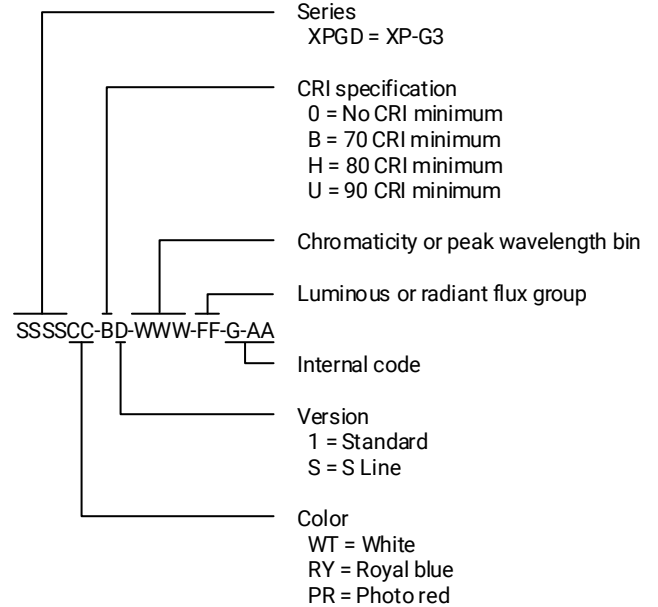 Series
XPGD = XP-G3
CRI specification
0 = No CRI minimum
B = 70 CRI minimum
H = 80 CRI minimum
U = 90 CRI minimum
Chromaticity or peak wavelength bin
Luminous or radiant flux group
SSSSCC-BD-WWW-FF-G-AA
Internal code
Version
1 = Standard
S = S Line
Color
WT = White
RY = Royal blue
PR = Photo red